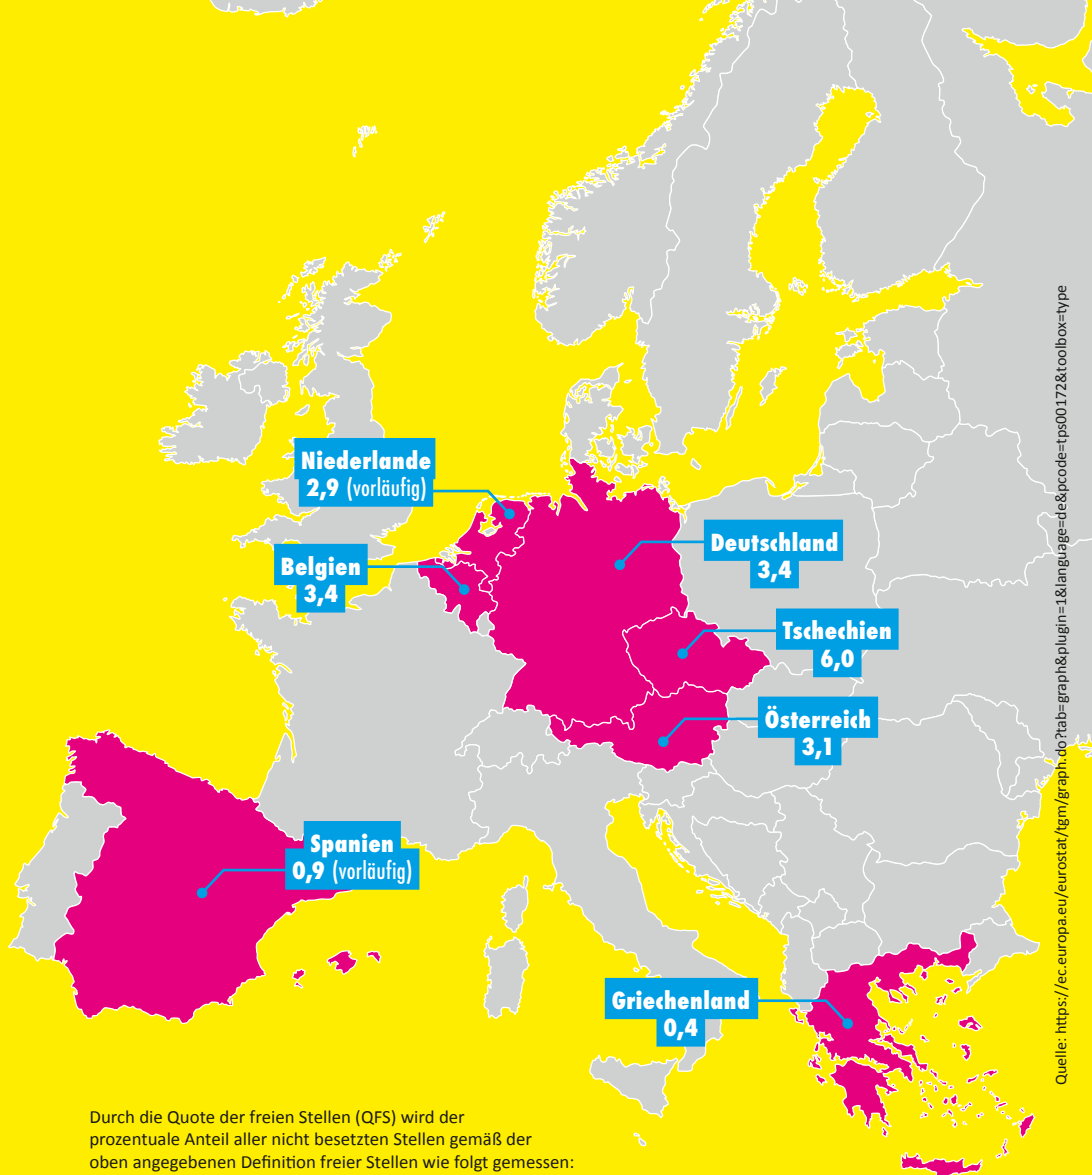 Niederlande
2,9 (vorläufig)
Belgien
3,4
Deutschland
3,4
Tschechien
6,0
Österreich
3,1
Spanien
0,9 (vorläufig)
Griechenland
0,4
Quelle: https://ec.europa.eu/eurostat/tgm/graph.do?tab=graph&plugin=1&language=de&pcode=tps00172&toolbox=type
Durch die Quote der freien Stellen (QFS) wird der
prozentuale Anteil aller nicht besetzten Stellen gemäß der
oben angegebenen Definition freier Stellen wie folgt gemessen: